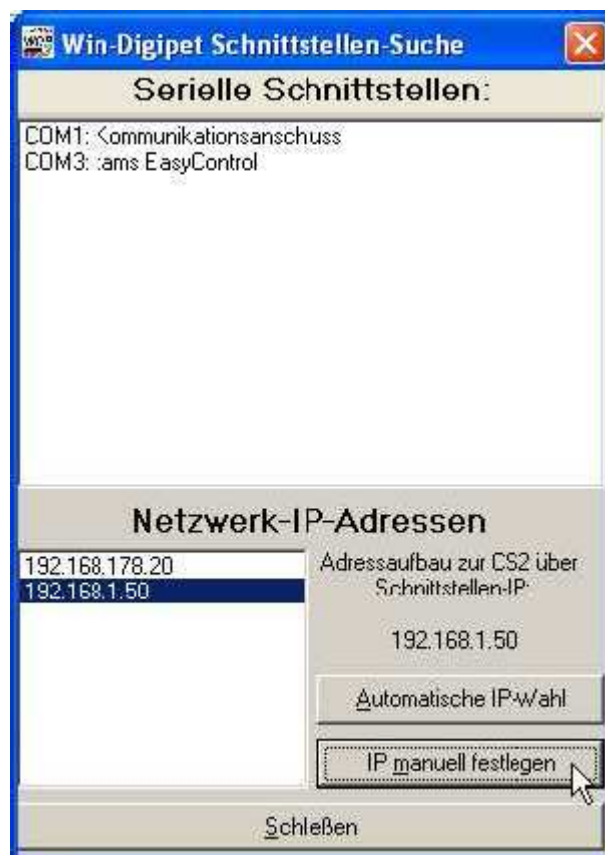 Win-Digipet Schnittstellen-Suche
Serielle Schnittstellen:
COM1: Kommunikationsanschuss
COM3: :ams EasyControl
Netzwerk-IP-Adressen
192.168.178.20
192.168.1.50
Adressaufbau zur CS2 über
Schnittstellen-IP:
192.168.1.50
Automatische IP-Wahl
IP manuell festlegen
Schließen